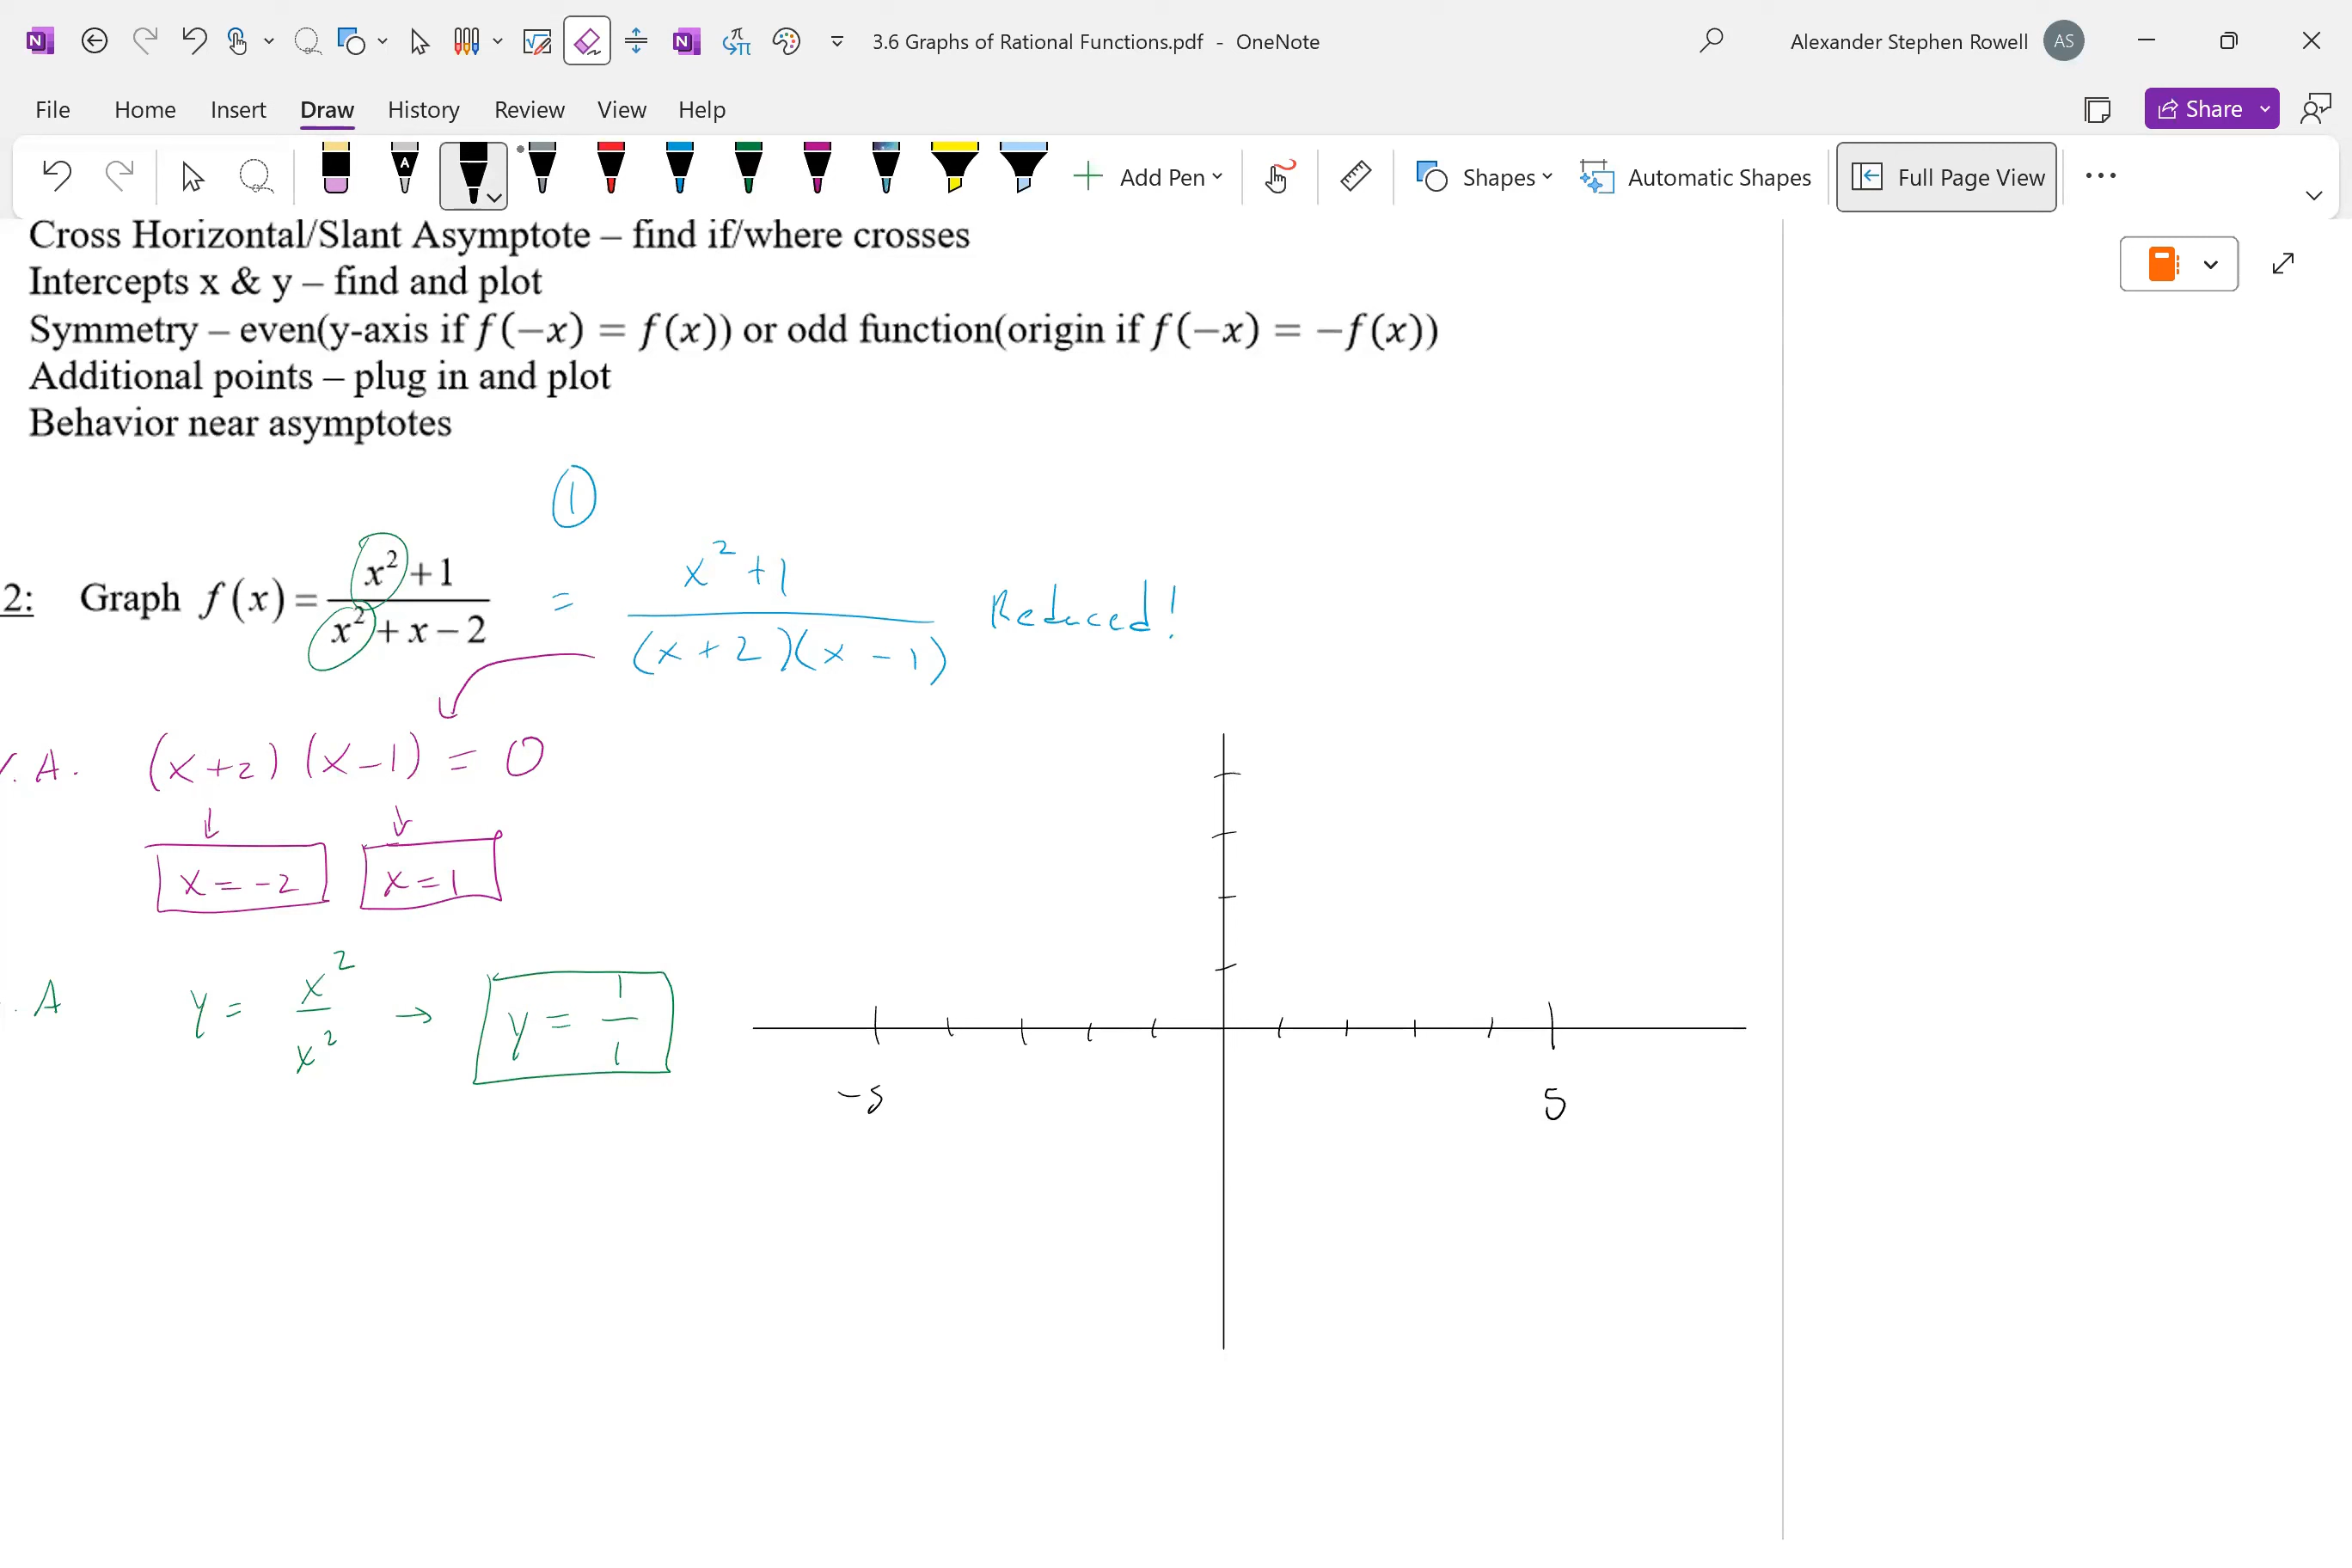 3.6 Graphs of Rational Functions.pdf - OneNote
Alexander Stephen Rowell AS
File Home Insert Draw History Review View Help
Share
Add Pen Shapes Automatic Shapes Full Page View
Cross Horizontal/Slant Asymptote – find if/where crosses
Intercepts x & y – find and plot
Symmetry – even(y-axis if f(−x) = f(x)) or odd function(origin if f(−x) = −f(x))
Additional points – plug in and plot
Behavior near asymptotes
①
2: Graph f(x) = (x²+1)/(x²+x−2) = (x²+1)/((x+2)(x−1)) Reduced!
V.A. (x+2)(x−1) = 0
x = -2 x = 1
. A y = x²/x² → y = 1/1
-5 5